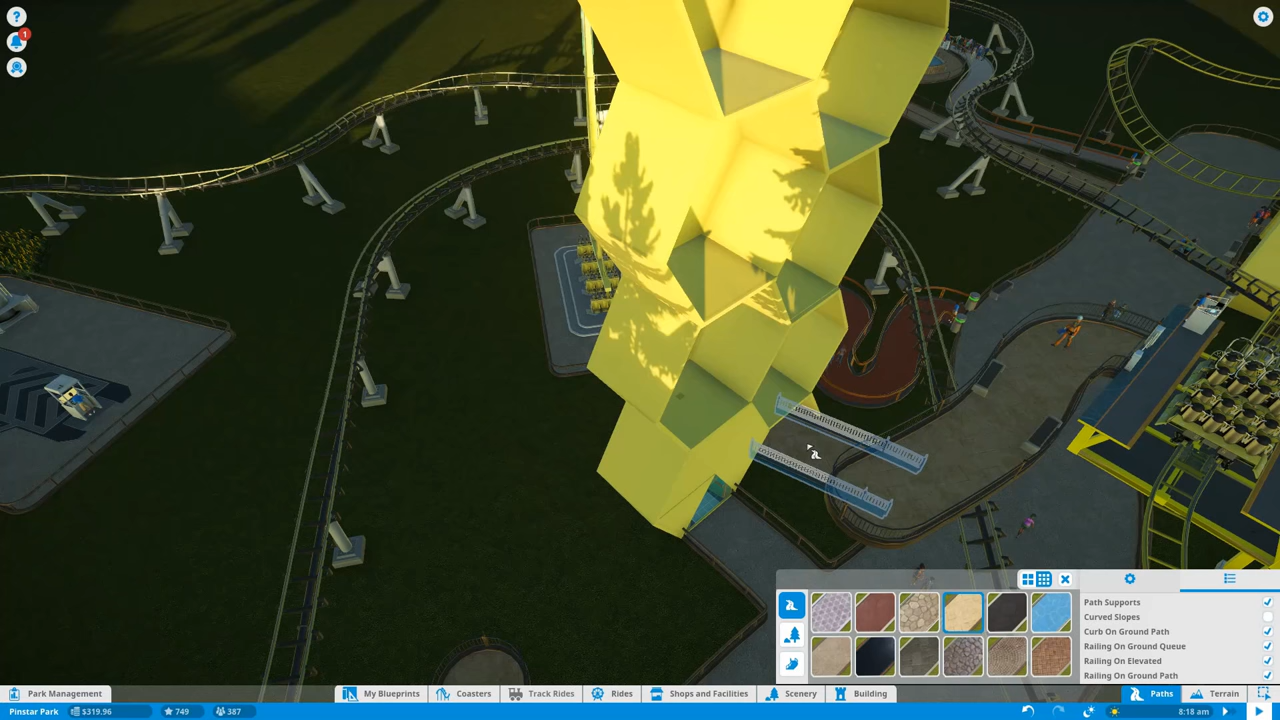 ?
1
Path Supports
Curved Slopes
Curb On Ground Path
Railing On Ground Queue
Railing On Elevated
Railing On Ground Path
Park Management
My Blueprints
Coasters
Track Rides
Rides
Shops and Facilities
Scenery
Building
Paths
Terrain
Pinstar Park
$319.96
749
387
8:18 am